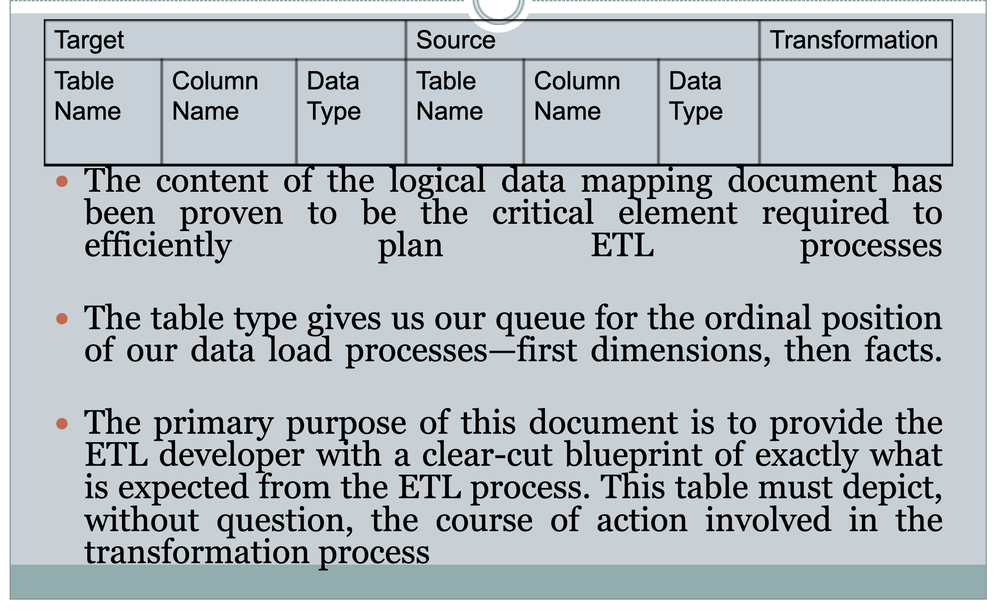 Target Source Transformation
Table Column Data Table Column Data
Name Name Type Name Name Type
• The content of the logical data mapping document has
been proven to be the critical element required to
efficiently plan ETL processes
• The table type gives us our queue for the ordinal position
of our data load processes—first dimensions, then facts.
• The primary purpose of this document is to provide the
ETL developer with a clear-cut blueprint of exactly what
is expected from the ETL process. This table must depict,
without question, the course of action involved in the
transformation process